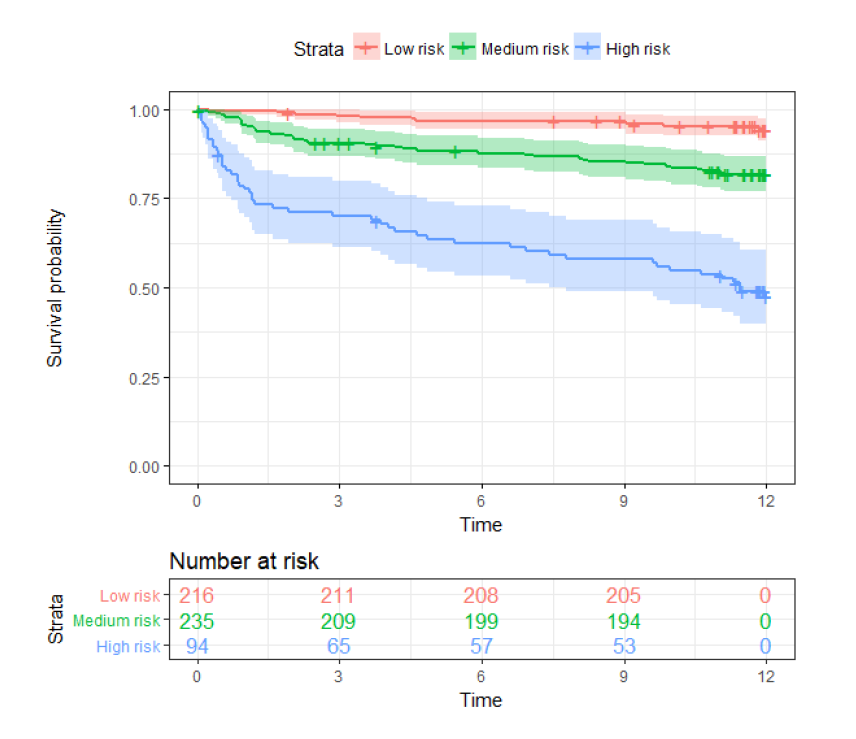 Strata Low risk Medium risk High risk
Survival probability
1.00
0.75
0.50
0.25
0.00
0 3 6 9 12
Time
Number at risk
Strata
Low risk 216 211 208 205 0
Medium risk 235 209 199 194 0
High risk 94 65 57 53 0
0 3 6 9 12
Time